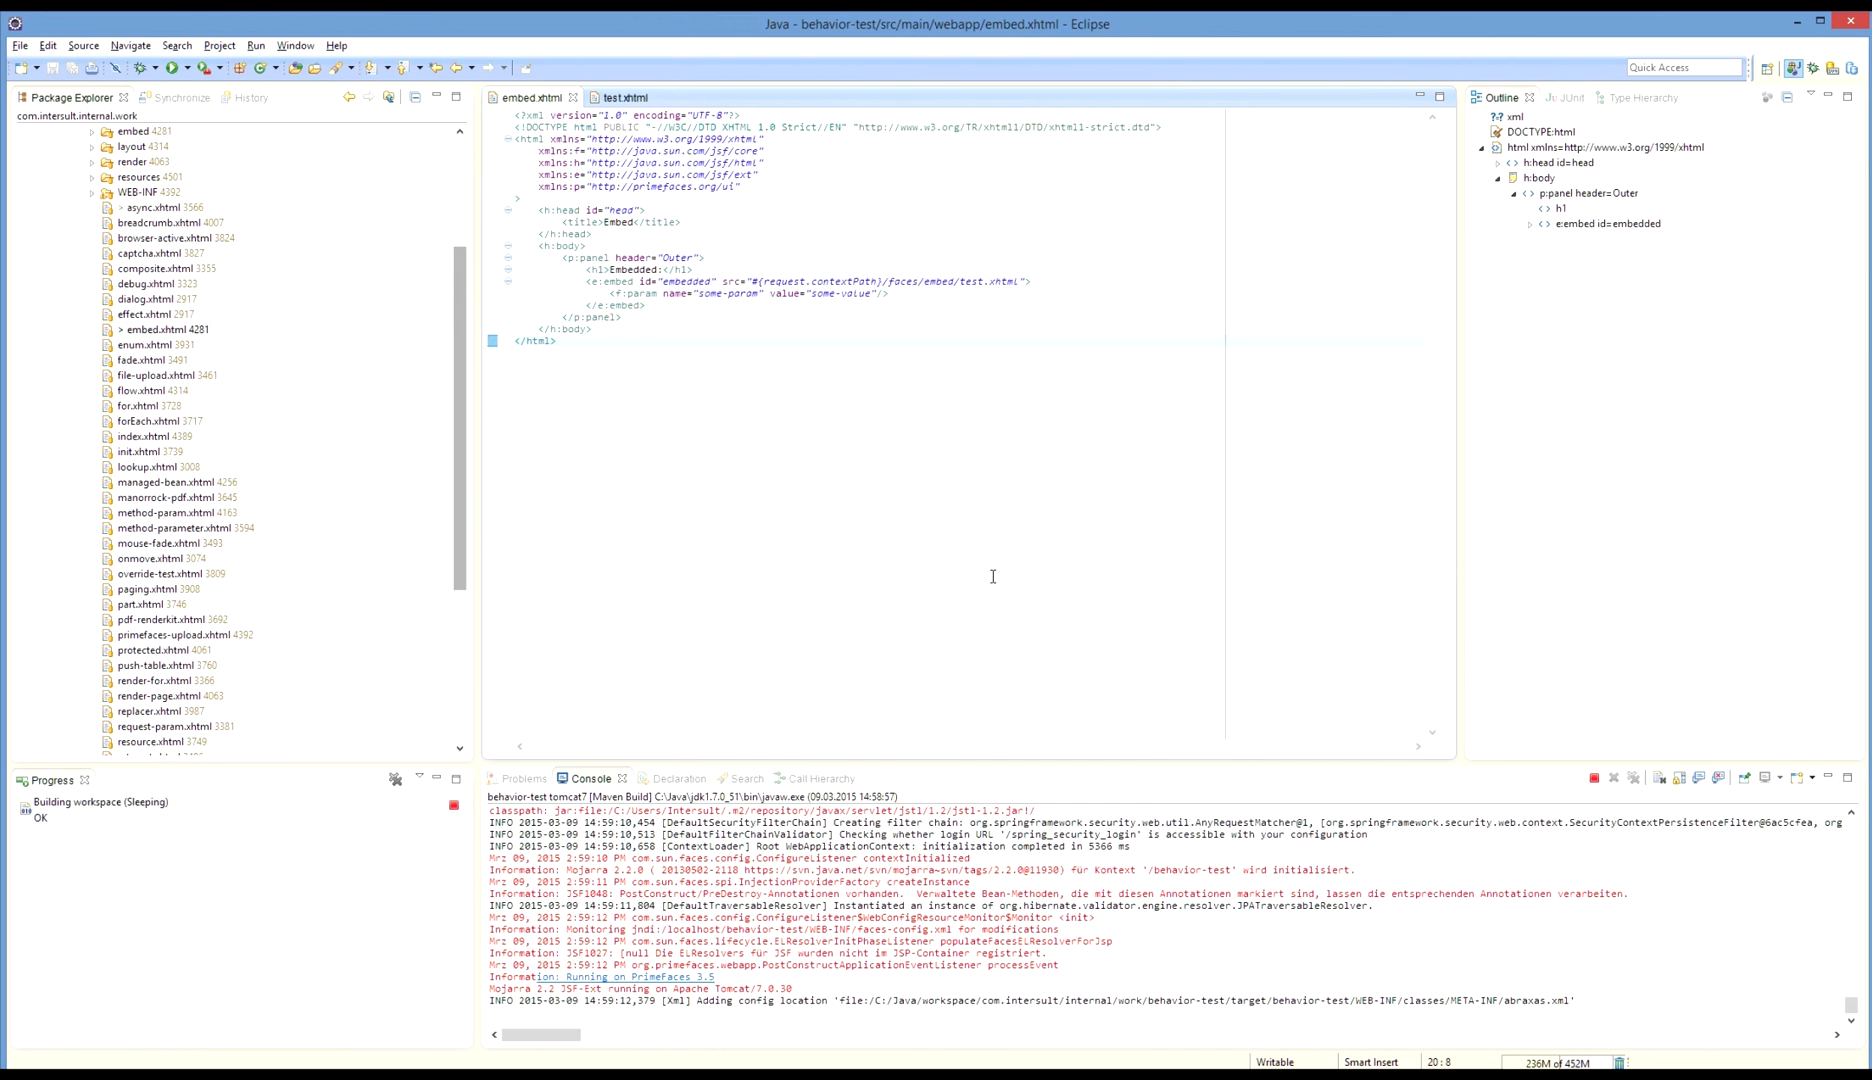 Java - behavior-test/src/main/webapp/embed.xhtml - Eclipse
File Edit Source Navigate Search Project Run Window Help
Quick Access
Package Explorer Synchronize History
com.intersult.internal.work
embed 4281
layout 4314
render 4063
resources 4501
WEB-INF 4392
> async.xhtml 3566
breadcrumb.xhtml 4007
browser-active.xhtml 3824
captcha.xhtml 3827
composite.xhtml 3355
debug.xhtml 3323
dialog.xhtml 2917
effect.xhtml 2917
> embed.xhtml 4281
enum.xhtml 3931
fade.xhtml 3491
file-upload.xhtml 3461
flow.xhtml 4314
for.xhtml 3728
forEach.xhtml 3717
index.xhtml 4389
init.xhtml 3739
lookup.xhtml 3008
managed-bean.xhtml 4256
manorrock-pdf.xhtml 3645
method-param.xhtml 4163
method-parameter.xhtml 3594
mouse-fade.xhtml 3493
onmove.xhtml 3074
override-test.xhtml 3809
paging.xhtml 3908
part.xhtml 3746
pdf-renderkit.xhtml 3692
primefaces-upload.xhtml 4392
protected.xhtml 4061
push-table.xhtml 3760
render-for.xhtml 3366
render-page.xhtml 4063
replacer.xhtml 3987
request-param.xhtml 3381
resource.xhtml 3749
embed.xhtml test.xhtml
<?xml version="1.0" encoding="UTF-8"?>
<!DOCTYPE html PUBLIC "-//W3C//DTD XHTML 1.0 Strict//EN" "http://www.w3.org/TR/xhtml1/DTD/xhtml1-strict.dtd">
<html xmlns="http://www.w3.org/1999/xhtml"
xmlns:f="http://java.sun.com/jsf/core"
xmlns:h="http://java.sun.com/jsf/html"
xmlns:e="http://java.sun.com/jsf/ext"
xmlns:p="http://primefaces.org/ui"
>
<h:head id="head">
<title>Embed</title>
</h:head>
<h:body>
<p:panel header="Outer">
<h1>Embedded:</h1>
<e:embed id="embedded" src="#{request.contextPath}/faces/embed/test.xhtml">
<f:param name="some-param" value="some-value"/>
</e:embed>
</p:panel>
</h:body>
</html>
Outline JUnit Type Hierarchy
xml
DOCTYPE:html
html xmlns=http://www.w3.org/1999/xhtml
h:head id=head
h:body
p:panel header=Outer
h1
e:embed id=embedded
Progress
Building workspace (Sleeping)
OK
Problems Console Declaration Search Call Hierarchy
behavior-test tomcat7 [Maven Build] C:\Java\jdk1.7.0_51\bin\javaw.exe (09.03.2015 14:58:57)
classpath: jar:file:/C:/Users/Intersult/.m2/repository/javax/servlet/jstl/1.2/jstl-1.2.jar!/
INFO 2015-03-09 14:59:10,454 [DefaultSecurityFilterChain] Creating filter chain: org.springframework.security.web.util.AnyRequestMatcher@1, [org.springframework.security.web.context.SecurityContextPersistenceFilter@6ac5cfea, org
INFO 2015-03-09 14:59:10,513 [DefaultFilterChainValidator] Checking whether login URL '/spring_security_login' is accessible with your configuration
INFO 2015-03-09 14:59:10,658 [ContextLoader] Root WebApplicationContext: initialization completed in 5366 ms
Mrz 09, 2015 2:59:10 PM com.sun.faces.config.ConfigureListener contextInitialized
Information: Mojarra 2.2.0 ( 20130502-2118 https://svn.java.net/svn/mojarra~svn/tags/2.2.0@11930) für Kontext '/behavior-test' wird initialisiert.
Mrz 09, 2015 2:59:11 PM com.sun.faces.spi.InjectionProviderFactory createInstance
Information: JSF1048: PostConstruct/PreDestroy-Annotationen vorhanden. Verwaltete Bean-Methoden, die mit diesen Annotationen markiert sind, lassen die entsprechenden Annotationen verarbeiten.
INFO 2015-03-09 14:59:11,804 [DefaultTraversableResolver] Instantiated an instance of org.hibernate.validator.engine.resolver.JPATraversableResolver.
Mrz 09, 2015 2:59:12 PM com.sun.faces.config.ConfigureListener$WebConfigResourceMonitor$Monitor <init>
Information: Monitoring jndi:/localhost/behavior-test/WEB-INF/faces-config.xml for modifications
Mrz 09, 2015 2:59:12 PM com.sun.faces.lifecycle.ELResolverInitPhaseListener populateFacesELResolverForJsp
Information: JSF1027: [null Die ELResolvers für JSF wurden nicht im JSP-Container registriert.
Mrz 09, 2015 2:59:12 PM org.primefaces.webapp.PostConstructApplicationEventListener processEvent
Information: Running on PrimeFaces 3.5
Mojarra 2.2 JSF-Ext running on Apache Tomcat/7.0.30
INFO 2015-03-09 14:59:12,379 [Xml] Adding config location 'file:/C:/Java/workspace/com.intersult/internal/work/behavior-test/target/behavior-test/WEB-INF/classes/META-INF/abraxas.xml'
Writable Smart Insert 20 : 8 236M of 452M